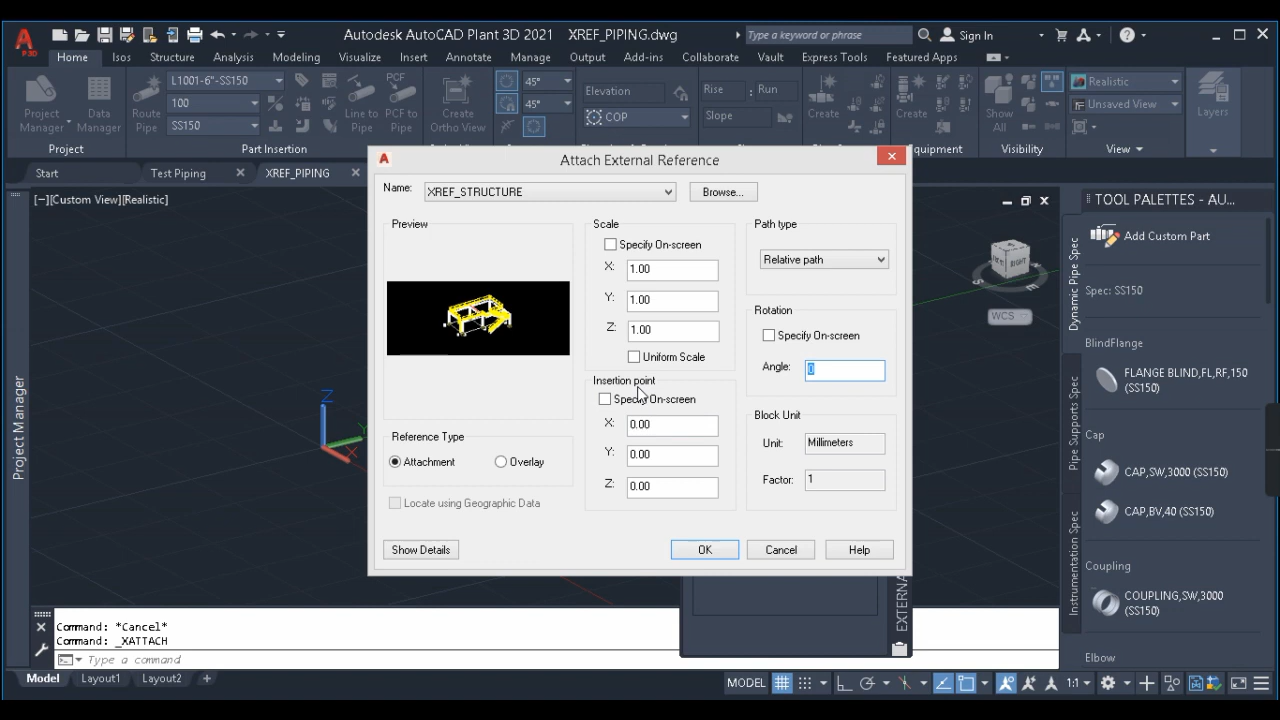 Autodesk AutoCAD Plant 3D 2021 XREF_PIPING.dwg
Type a keyword or phrase
Sign In
P3D
Home Isos Structure Analysis Modeling Visualize Insert Annotate Manage Output Add-ins Collaborate Vault Express Tools Featured Apps
Project Manager
Data Manager
Route Pipe
L1001-6"-SS150
100
SS150
Line to Pipe
PCF to Pipe
PCF
Create Ortho View
45°
45°
Elevation
COP
Rise : Run
Slope
Create
Create
Show All
Realistic
Unsaved View
Layers
Project
Part Insertion
Equipment
Visibility
View
Start
Test Piping
XREF_PIPING
[−][Custom View][Realistic]
Attach External Reference
Name:
XREF_STRUCTURE
Browse...
Preview
Scale
Specify On-screen
X: 1.00
Y: 1.00
Z: 1.00
Uniform Scale
Path type
Relative path
Rotation
Specify On-screen
Angle: 0
Insertion point
Specify On-screen
X: 0.00
Y: 0.00
Z: 0.00
Block Unit
Unit: Millimeters
Factor: 1
Reference Type
Attachment
Overlay
Locate using Geographic Data
Show Details
OK
Cancel
Help
RIGHT
WCS
Z
Y
X
Project Manager
EXTERNA
TOOL PALETTES - AU...
Dynamic Pipe Spec
Pipe Supports Spec
Instrumentation Spec
Add Custom Part
Spec: SS150
BlindFlange
FLANGE BLIND,FL,RF,150
(SS150)
Cap
CAP,SW,3000 (SS150)
CAP,BV,40 (SS150)
Coupling
COUPLING,SW,3000
(SS150)
Elbow
Command: *Cancel*
Command: _XATTACH
Type a command
Model Layout1 Layout2 +
MODEL
1:1